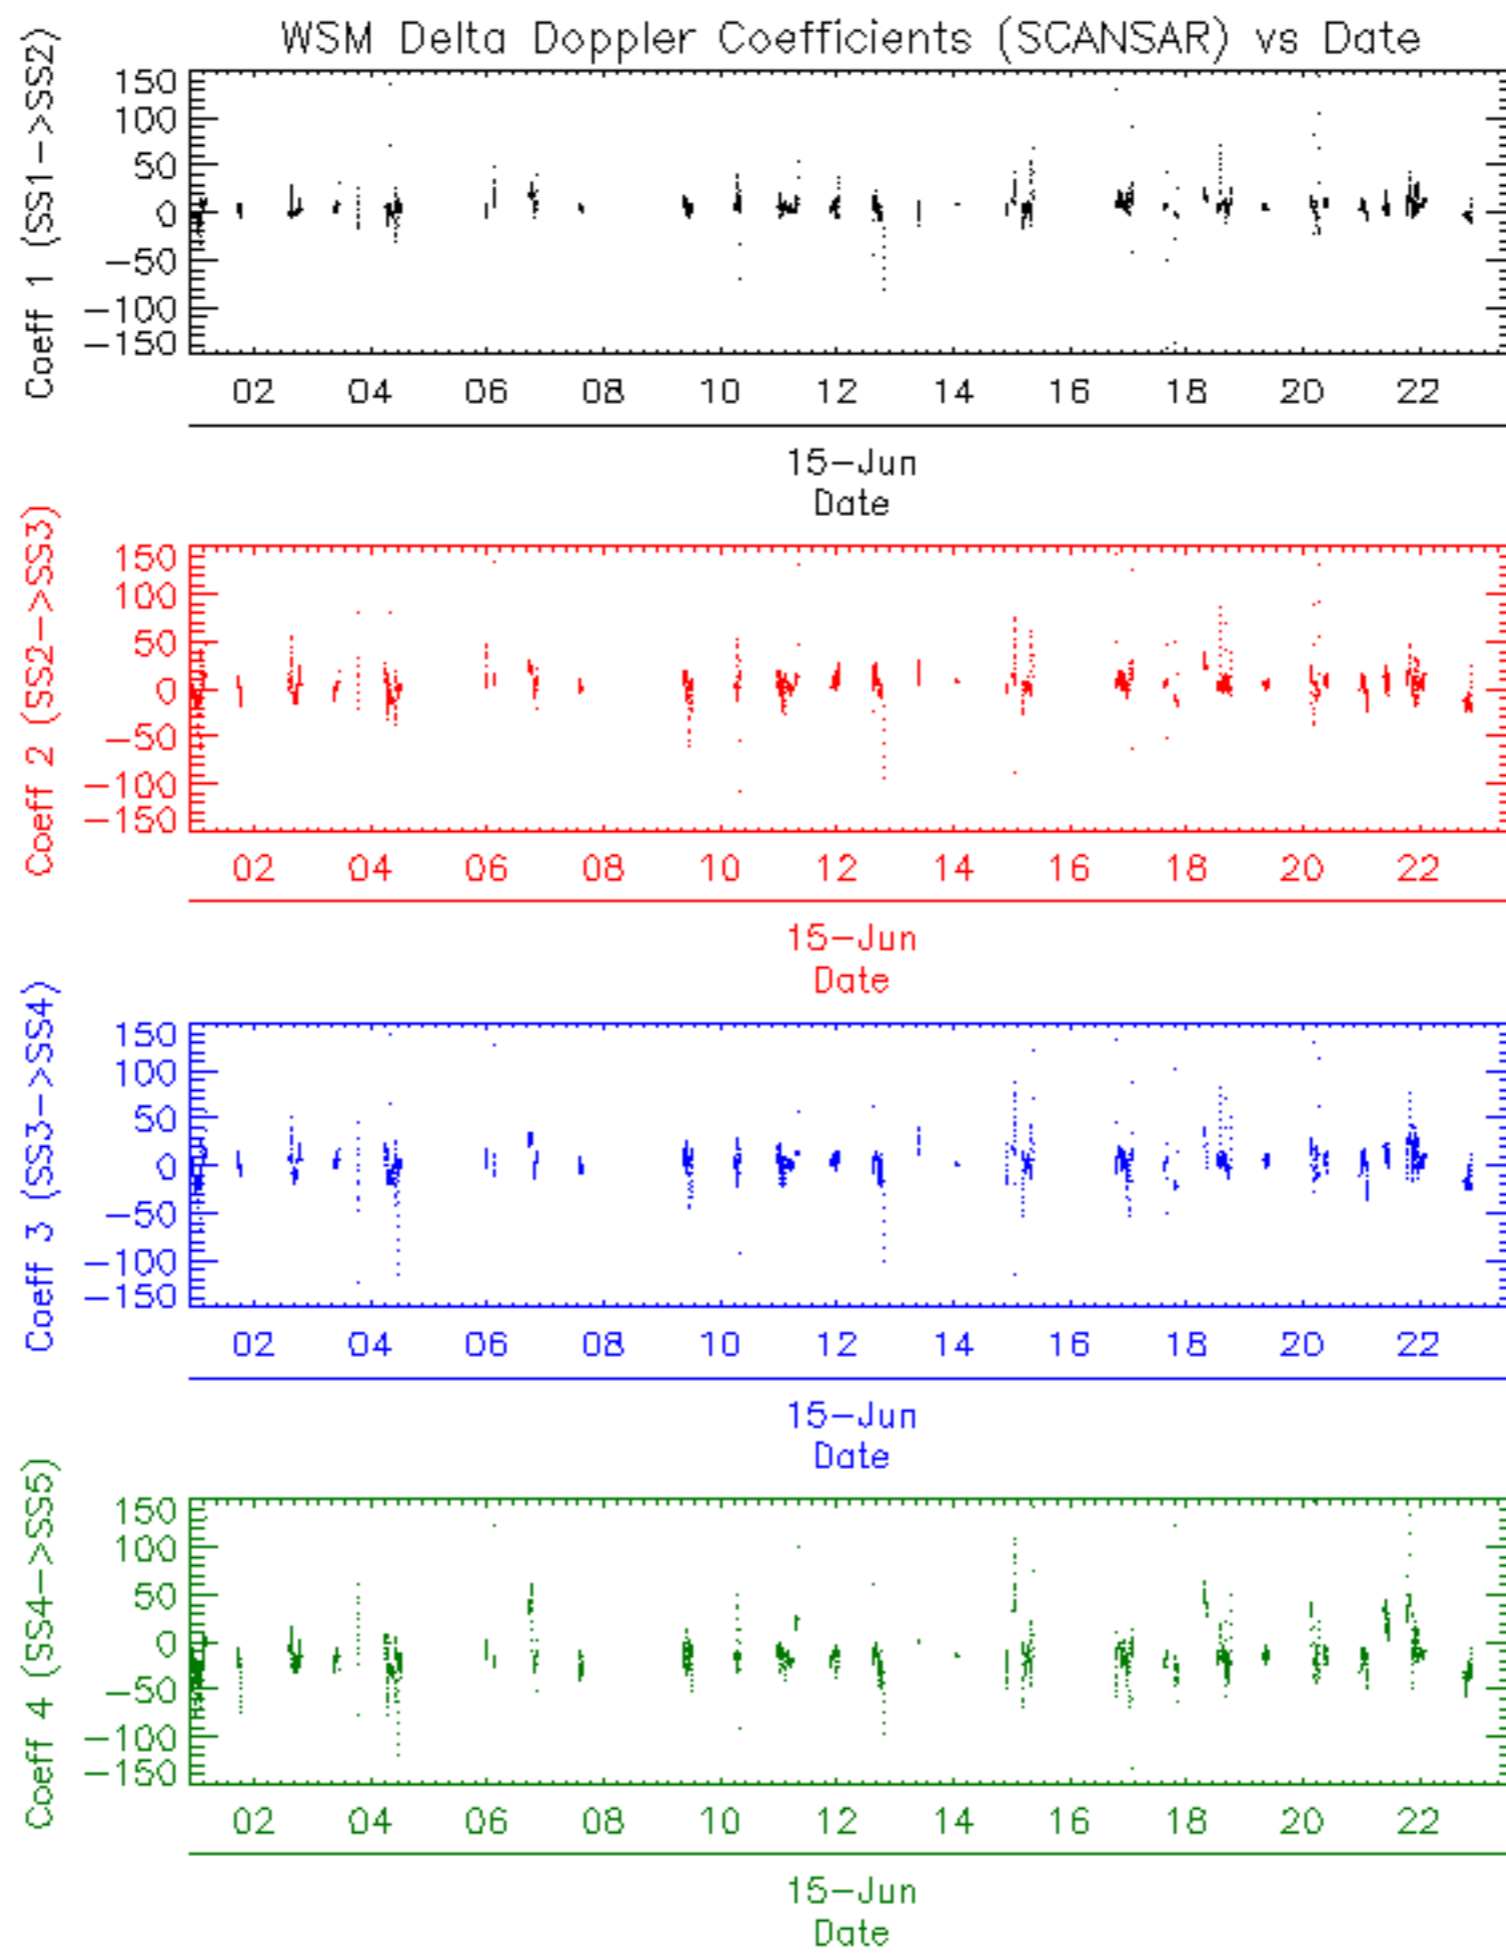 WSM Delta Doppler Coefficients (SCANSAR) vs Date
Coeff 1 (SS1->SS2)
150
100
50
0
-50
-100
-150
02 04 06 08 10 12 14 16 18 20 22
15-Jun
Date
Coeff 2 (SS2->SS3)
150
100
50
0
-50
-100
-150
02 04 06 08 10 12 14 16 18 20 22
15-Jun
Date
Coeff 3 (SS3->SS4)
150
100
50
0
-50
-100
-150
02 04 06 08 10 12 14 16 18 20 22
15-Jun
Date
Coeff 4 (SS4->SS5)
150
100
50
0
-50
-100
-150
02 04 06 08 10 12 14 16 18 20 22
15-Jun
Date